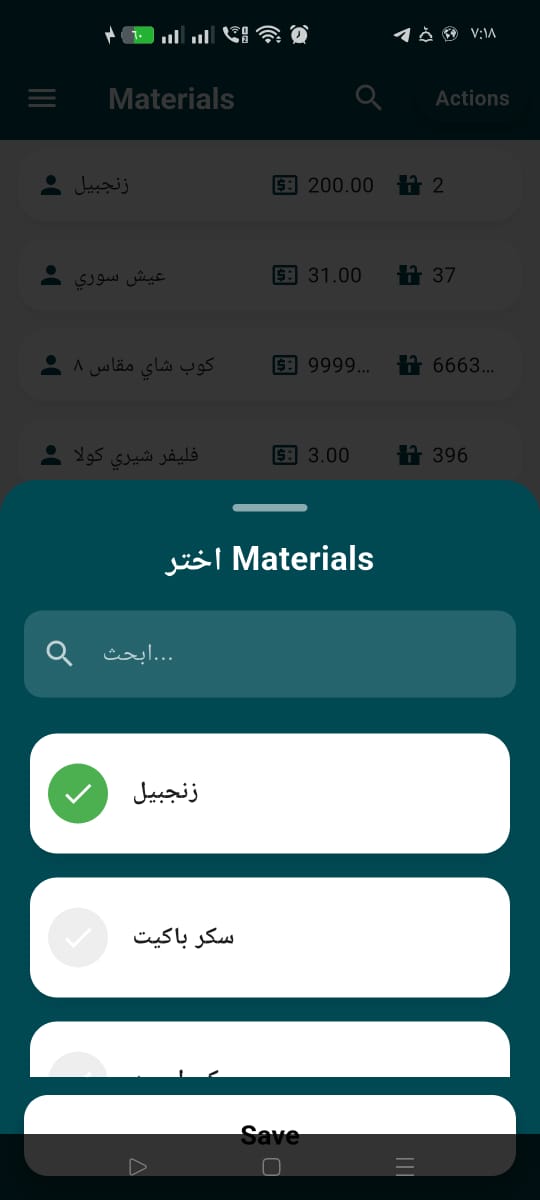 ٦٠ ٧:١٨
Materials Actions
زنجبيل 200.00 2
عيش سوري 31.00 37
كوب شاي مقاس ٨ 9999... 6663...
فليفر شيري كولا 3.00 396
اختر Materials
ابحث...
زنجبيل
سكر باكيت
Save